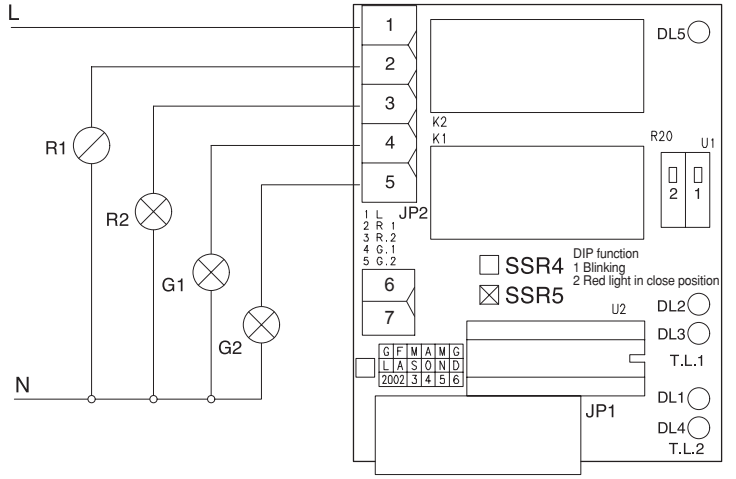 L
1
2
3
4
5
R1
R2
G1
G2
N
JP2
1 L
2 R 1
3 R.2
4 G.1
5 G.2
6
7
K2
K1
DL5
R20
U1
2 1
SSR4
SSR5
DIP function
1 Blinking
2 Red light in close position
U2
DL2
DL3
T.L.1
G F M A M G
L A S O N D
2002 3 4 5 6
JP1
DL1
DL4
T.L.2